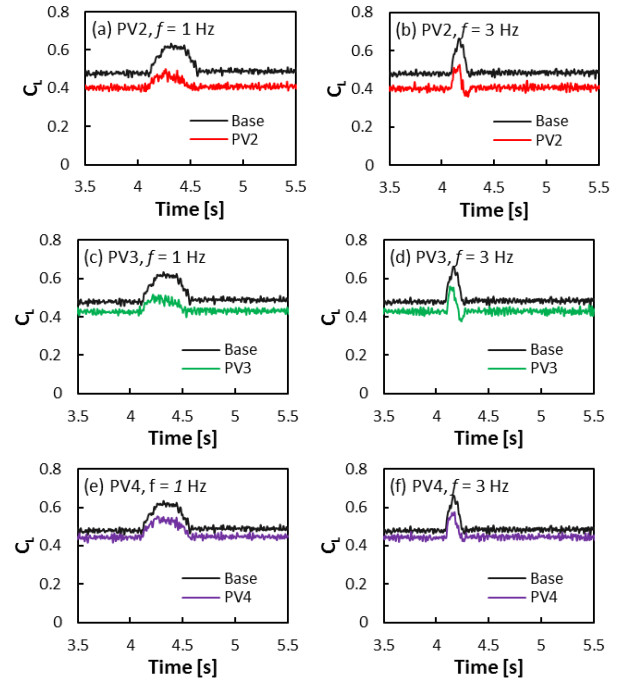 (a) PV2, f = 1 Hz
0.8
0.6
0.4
0.2
0
CL
Base
PV2
3.5 4 4.5 5 5.5
Time [s]
(b) PV2, f = 3 Hz
0.8
0.6
0.4
0.2
0
CL
Base
PV2
3.5 4 4.5 5 5.5
Time [s]
(c) PV3, f = 1 Hz
0.8
0.6
0.4
0.2
0
CL
Base
PV3
3.5 4 4.5 5 5.5
Time [s]
(d) PV3, f = 3 Hz
0.8
0.6
0.4
0.2
0
CL
Base
PV3
3.5 4 4.5 5 5.5
Time [s]
(e) PV4, f = 1 Hz
0.8
0.6
0.4
0.2
0
CL
Base
PV4
3.5 4 4.5 5 5.5
Time [s]
(f) PV4, f = 3 Hz
0.8
0.6
0.4
0.2
0
CL
Base
PV4
3.5 4 4.5 5 5.5
Time [s]